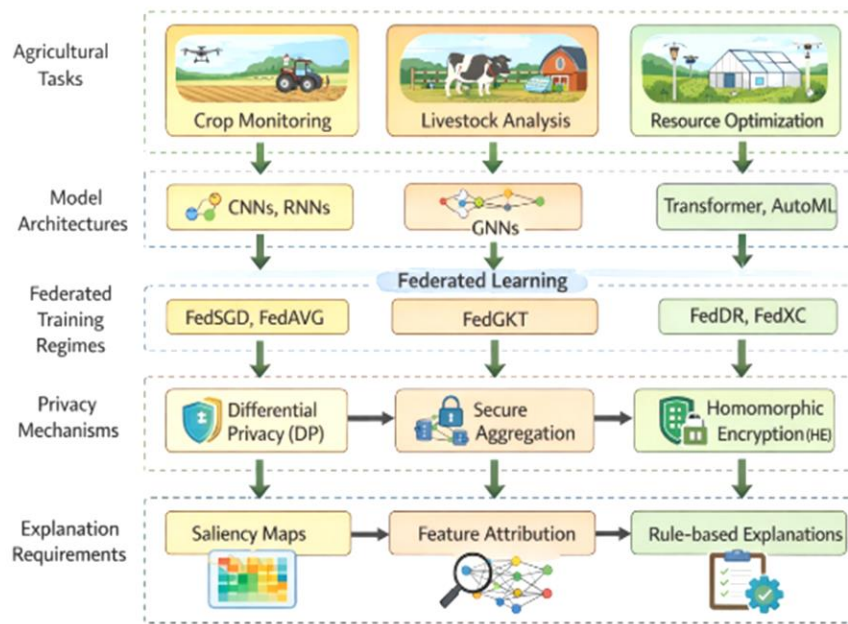 Agricultural
Tasks
Crop Monitoring
Livestock Analysis
Resource Optimization
Model
Architectures
CNNs, RNNs
GNNs
Transformer, AutoML
Federated Learning
Federated
Training
Regimes
FedSGD, FedAVG
FedGKT
FedDR, FedXC
Privacy
Mechanisms
Differential
Privacy (DP)
Secure
Aggregation
Homomorphic
Encryption (HE)
Explanation
Requirements
Saliency Maps
Feature Attribution
Rule-based Explanations